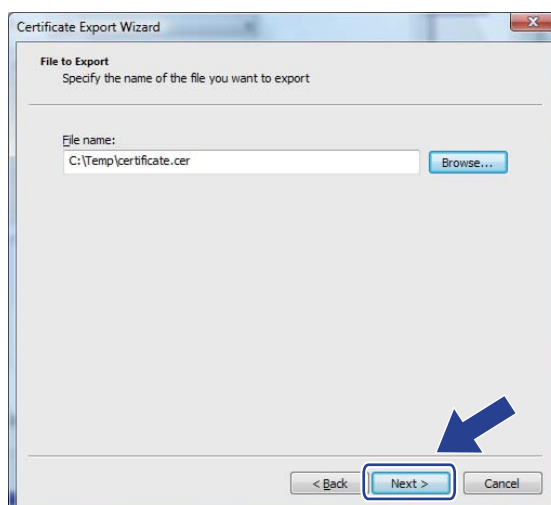 Certificate Export Wizard
File to Export
Specify the name of the file you want to export
File name:
C:\Temp\certificate.cer
Browse...
< Back
Next >
Cancel